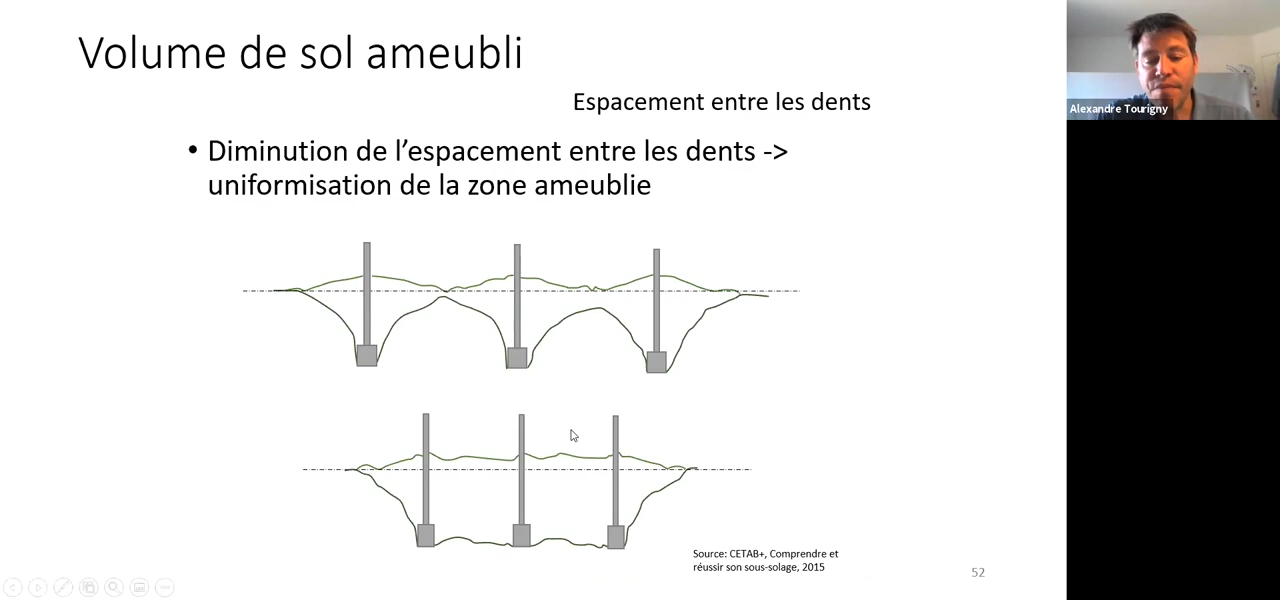 Volume de sol ameubli
Espacement entre les dents
• Diminution de l’espacement entre les dents ->
uniformisation de la zone ameublie
Source: CETAB+, Comprendre et
réussir son sous-solage, 2015
52
Alexandre Tourigny